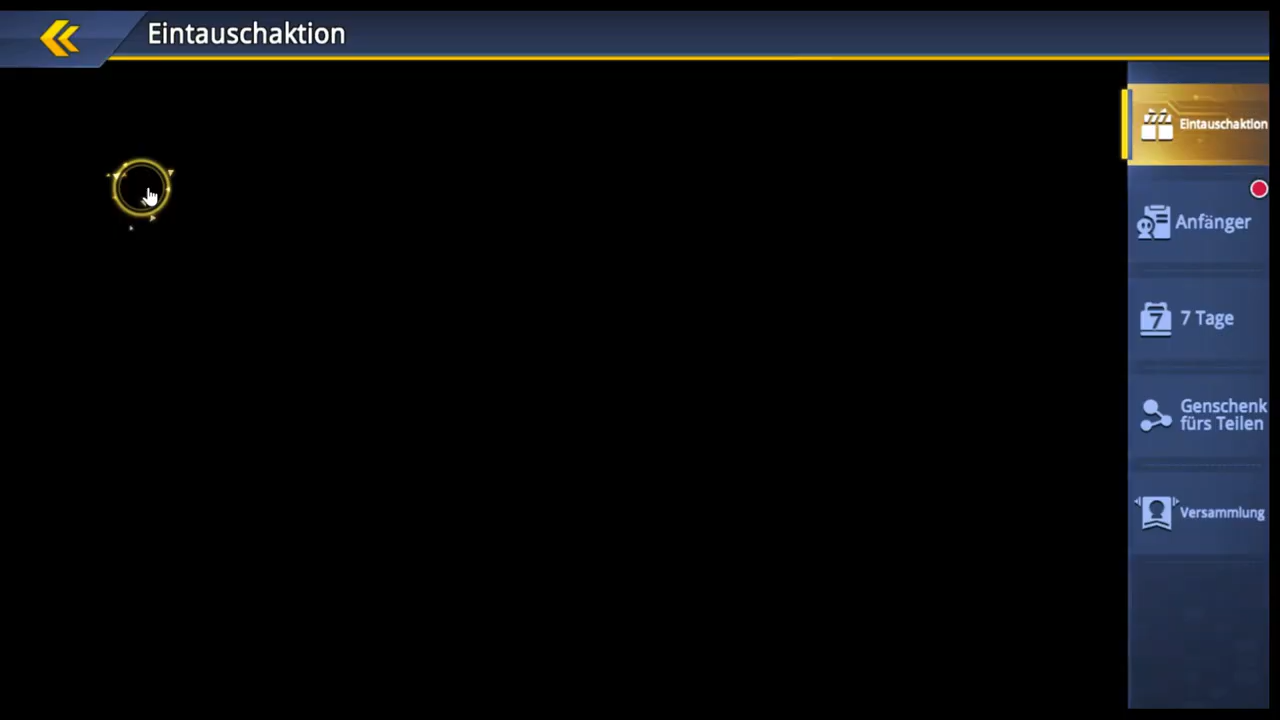 Eintauschaktion
Eintauschaktion
Anfänger
7 Tage
Genschenk
fürs Teilen
Versammlung